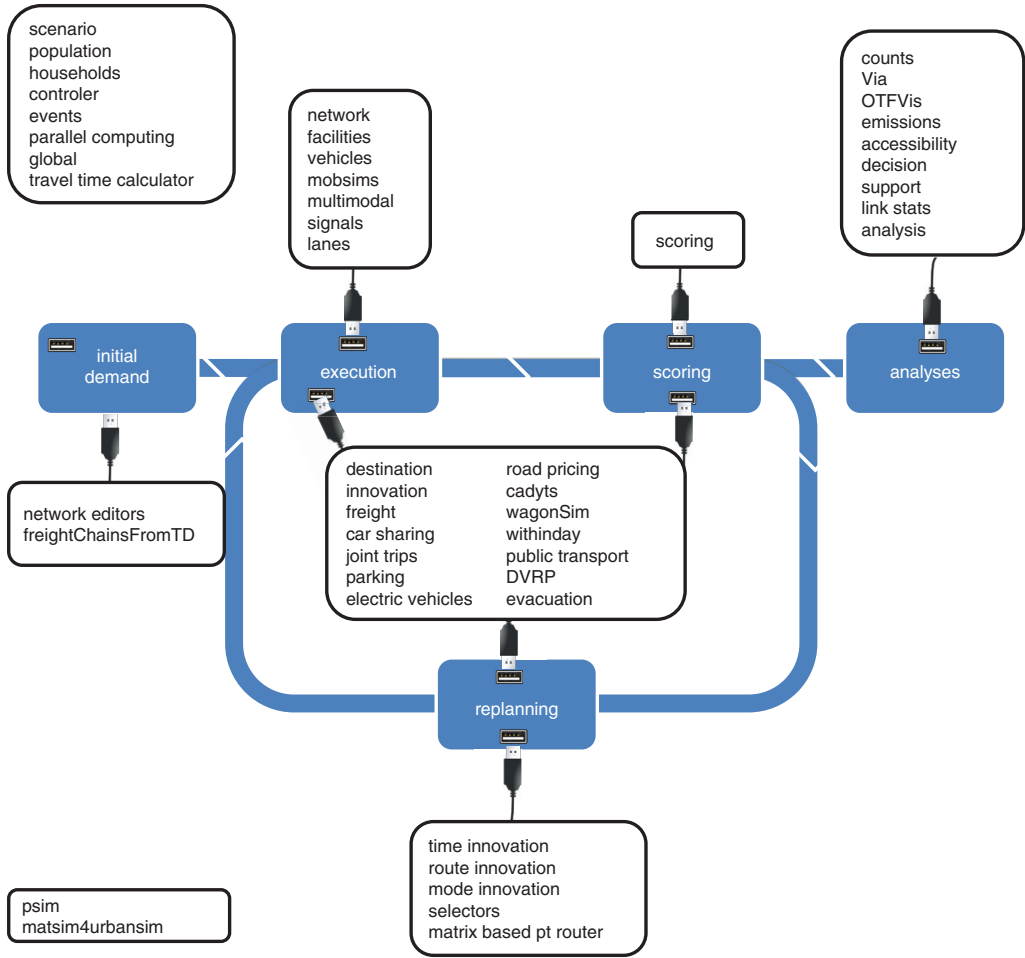 scenario
population
households
controler
events
parallel computing
global
travel time calculator
network
facilities
vehicles
mobsims
multimodal
signals
lanes
scoring
counts
Via
OTFVis
emissions
accessibility
decision
support
link stats
analysis
initial
demand
execution
scoring
analyses
network editors
freightChainsFromTD
destination
innovation
freight
car sharing
joint trips
parking
electric vehicles
road pricing
cadyts
wagonSim
withinday
public transport
DVRP
evacuation
replanning
time innovation
route innovation
mode innovation
selectors
matrix based pt router
psim
matsim4urbansim